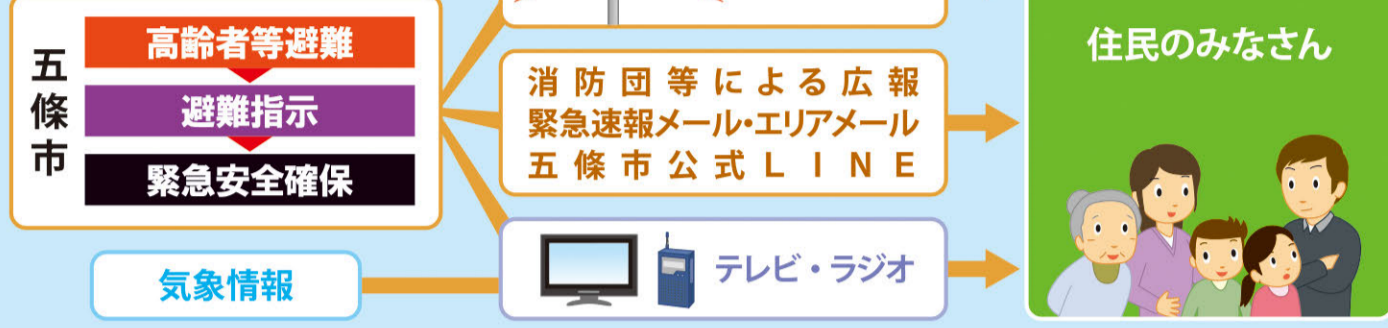 五條市
高齢者等避難
避難指示
緊急安全確保
気象情報
消防団等による広報
緊急速報メール・エリアメール
五條市公式LINE
テレビ・ラジオ
住民のみなさん